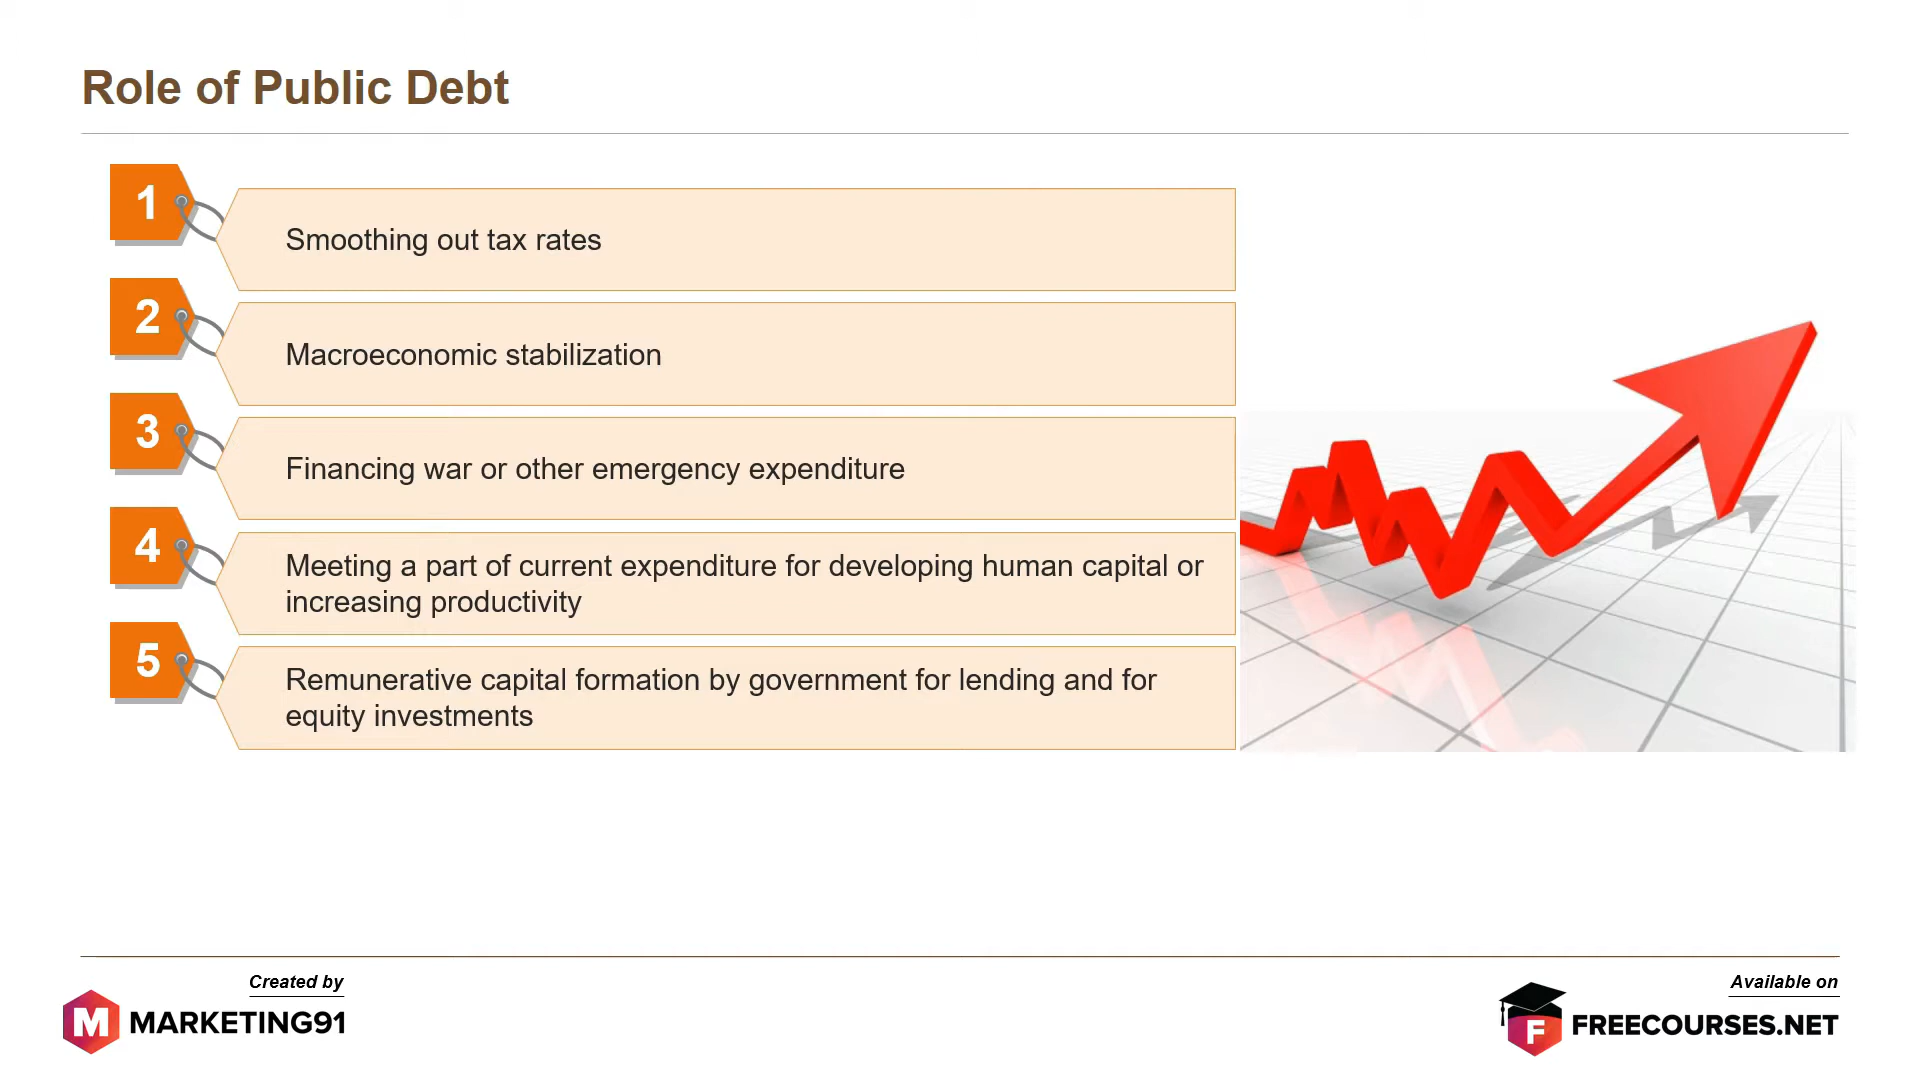 Role of Public Debt
1
Smoothing out tax rates
2
Macroeconomic stabilization
3
Financing war or other emergency expenditure
4
Meeting a part of current expenditure for developing human capital or
increasing productivity
5
Remunerative capital formation by government for lending and for
equity investments
Created by
M MARKETING91
Available on
F FREECOURSES.NET